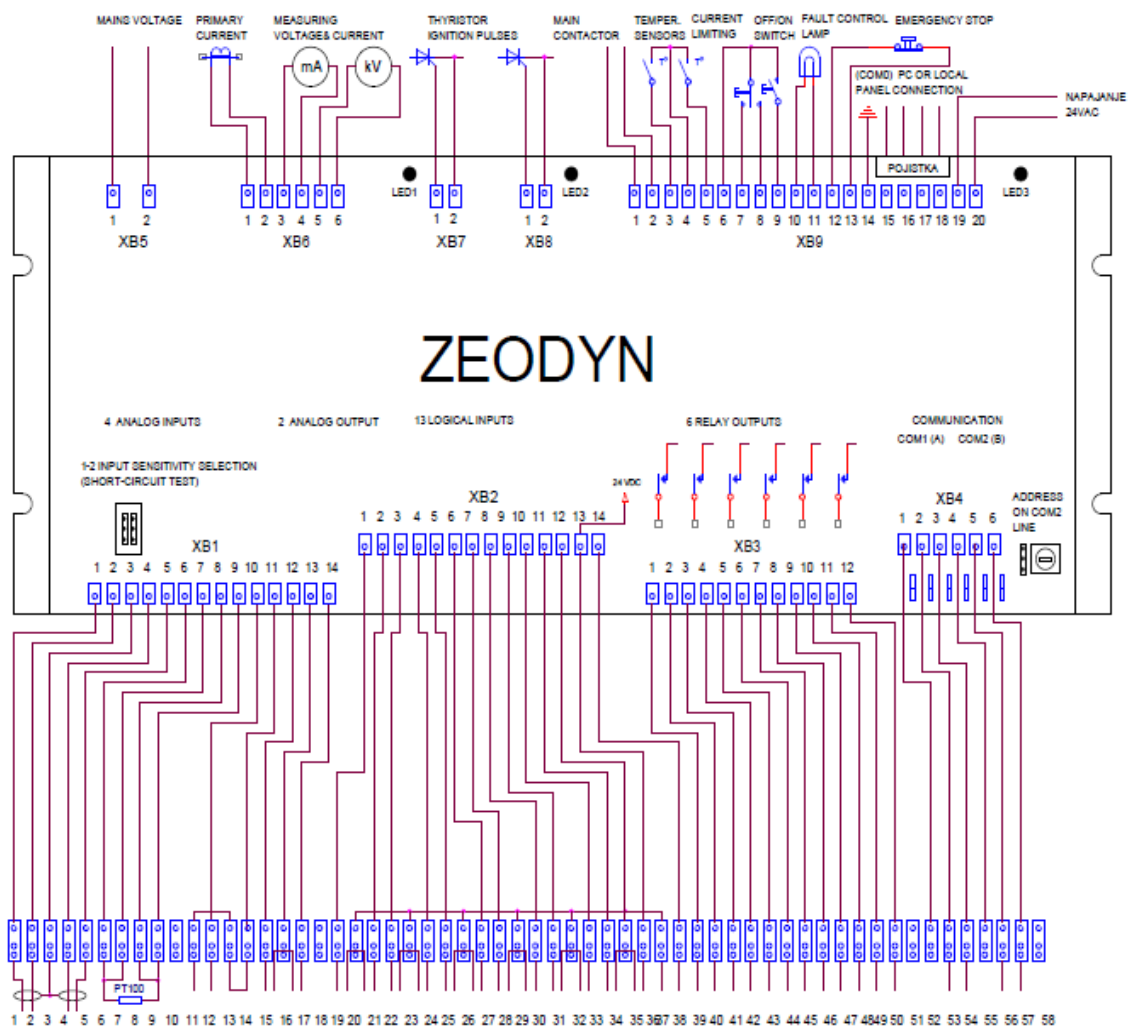 MAINS VOLTAGE
PRIMARY
CURRENT
MEASURING
VOLTAGE& CURRENT
THYRISTOR
IGNITION PULSES
MAIN
CONTACTOR
TEMPER.
SENSORS
CURRENT
LIMITING
OFF/ON
SWITCH
FAULT CONTROL
LAMP
EMERGENCY STOP
mA
kV
Tº
Tº
(COM0) PC OR LOCAL
PANEL CONNECTION
NAPAJANJE
24VAC
POJISTKA
LED1
LED2
LED3
1 2
1 2 3 4 5 6
1 2
1 2
1 2 3 4 5 6 7 8 9 10 11 12 13 14 15 16 17 18 19 20
XB5
XB6
XB7
XB8
XB9
ZEODYN
4 ANALOG INPUTS
2 ANALOG OUTPUT
13 LOGICAL INPUTS
6 RELAY OUTPUTS
COMMUNICATION
COM1 (A) COM2 (B)
1-2 INPUT SENSITIVITY SELECTION
(SHORT-CIRCUIT TEST)
24 VDC
XB2
XB4
ADDRESS
ON COM2
LINE
1 2 3 4 5 6 7 8 9 10 11 12 13 14
1 2 3 4 5 6
XB1
XB3
1 2 3 4 5 6 7 8 9 10 11 12 13 14
1 2 3 4 5 6 7 8 9 10 11 12
PT100
1 2 3 4 5 6 7 8 9 10 11 12 13 14 15 16 17 18 19 20 21 22 23 24 25 26 27 28 29 30 31 32 33 34 35 36 37 38 39 40 41 42 43 44 45 46 47 48 49 50 51 52 53 54 55 56 57 58